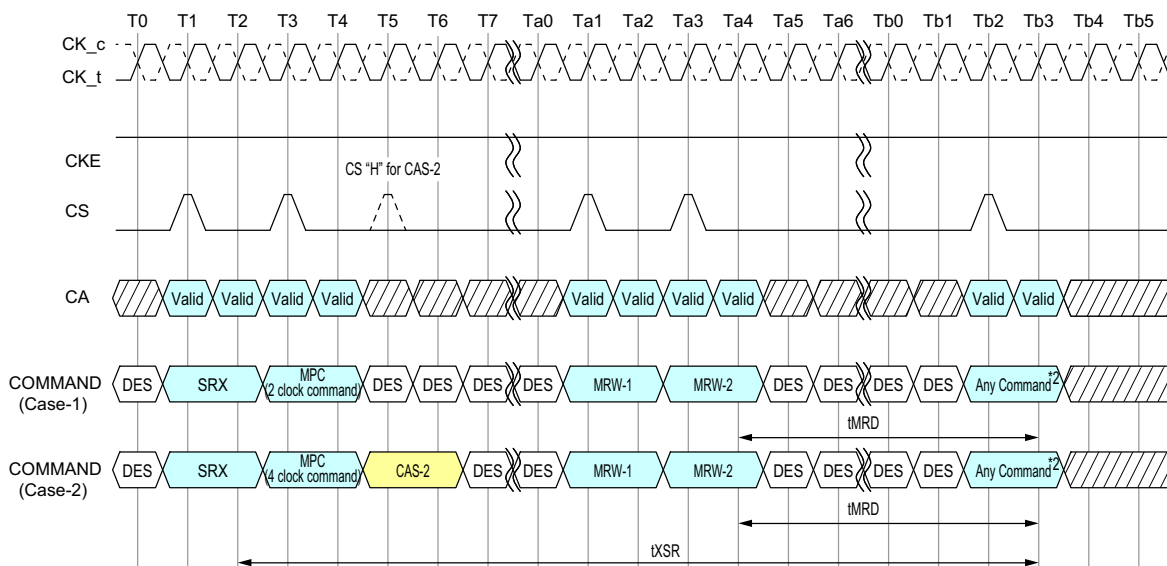 T0 T1 T2 T3 T4 T5 T6 T7 Ta0 Ta1 Ta2 Ta3 Ta4 Ta5 Ta6 Tb0 Tb1 Tb2 Tb3 Tb4 Tb5
CK_c
CK_t
CKE
CS “H” for CAS-2
CS
CA Valid Valid Valid Valid Valid Valid Valid Valid Valid Valid
COMMAND
(Case-1)
DES SRX MPC
(2 clock command) DES DES DES DES MRW-1 MRW-2 DES DES DES DES Any Command*2
tMRD
COMMAND
(Case-2)
DES SRX MPC
(4 clock command) CAS-2 DES DES MRW-1 MRW-2 DES DES DES DES Any Command*2
tMRD
tXSR